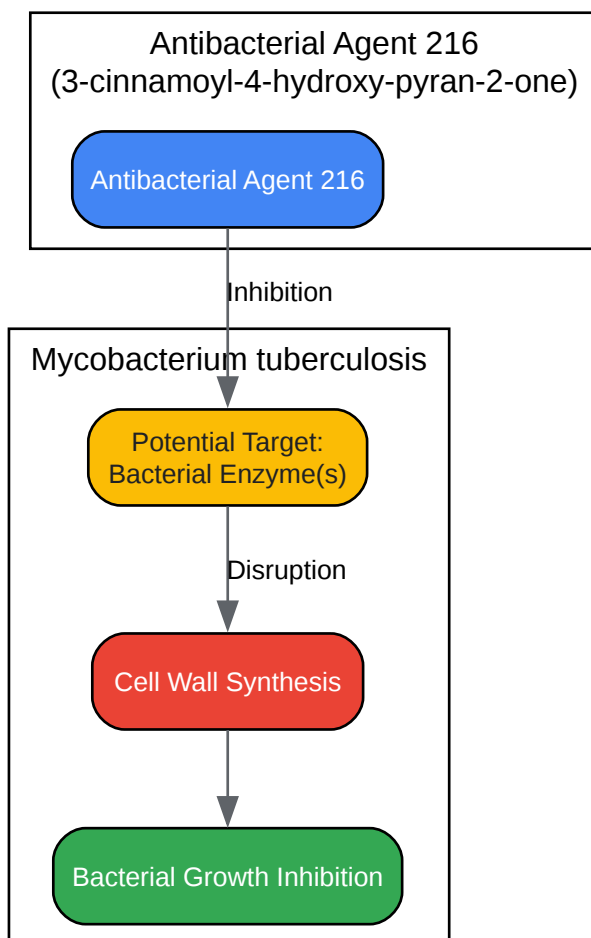 Antibacterial Agent 216
(3-cinnamoyl-4-hydroxy-pyran-2-one)
Antibacterial Agent 216
Inhibition
Mycobacterium tuberculosis
Potential Target:
Bacterial Enzyme(s)
Disruption
Cell Wall Synthesis
Bacterial Growth Inhibition